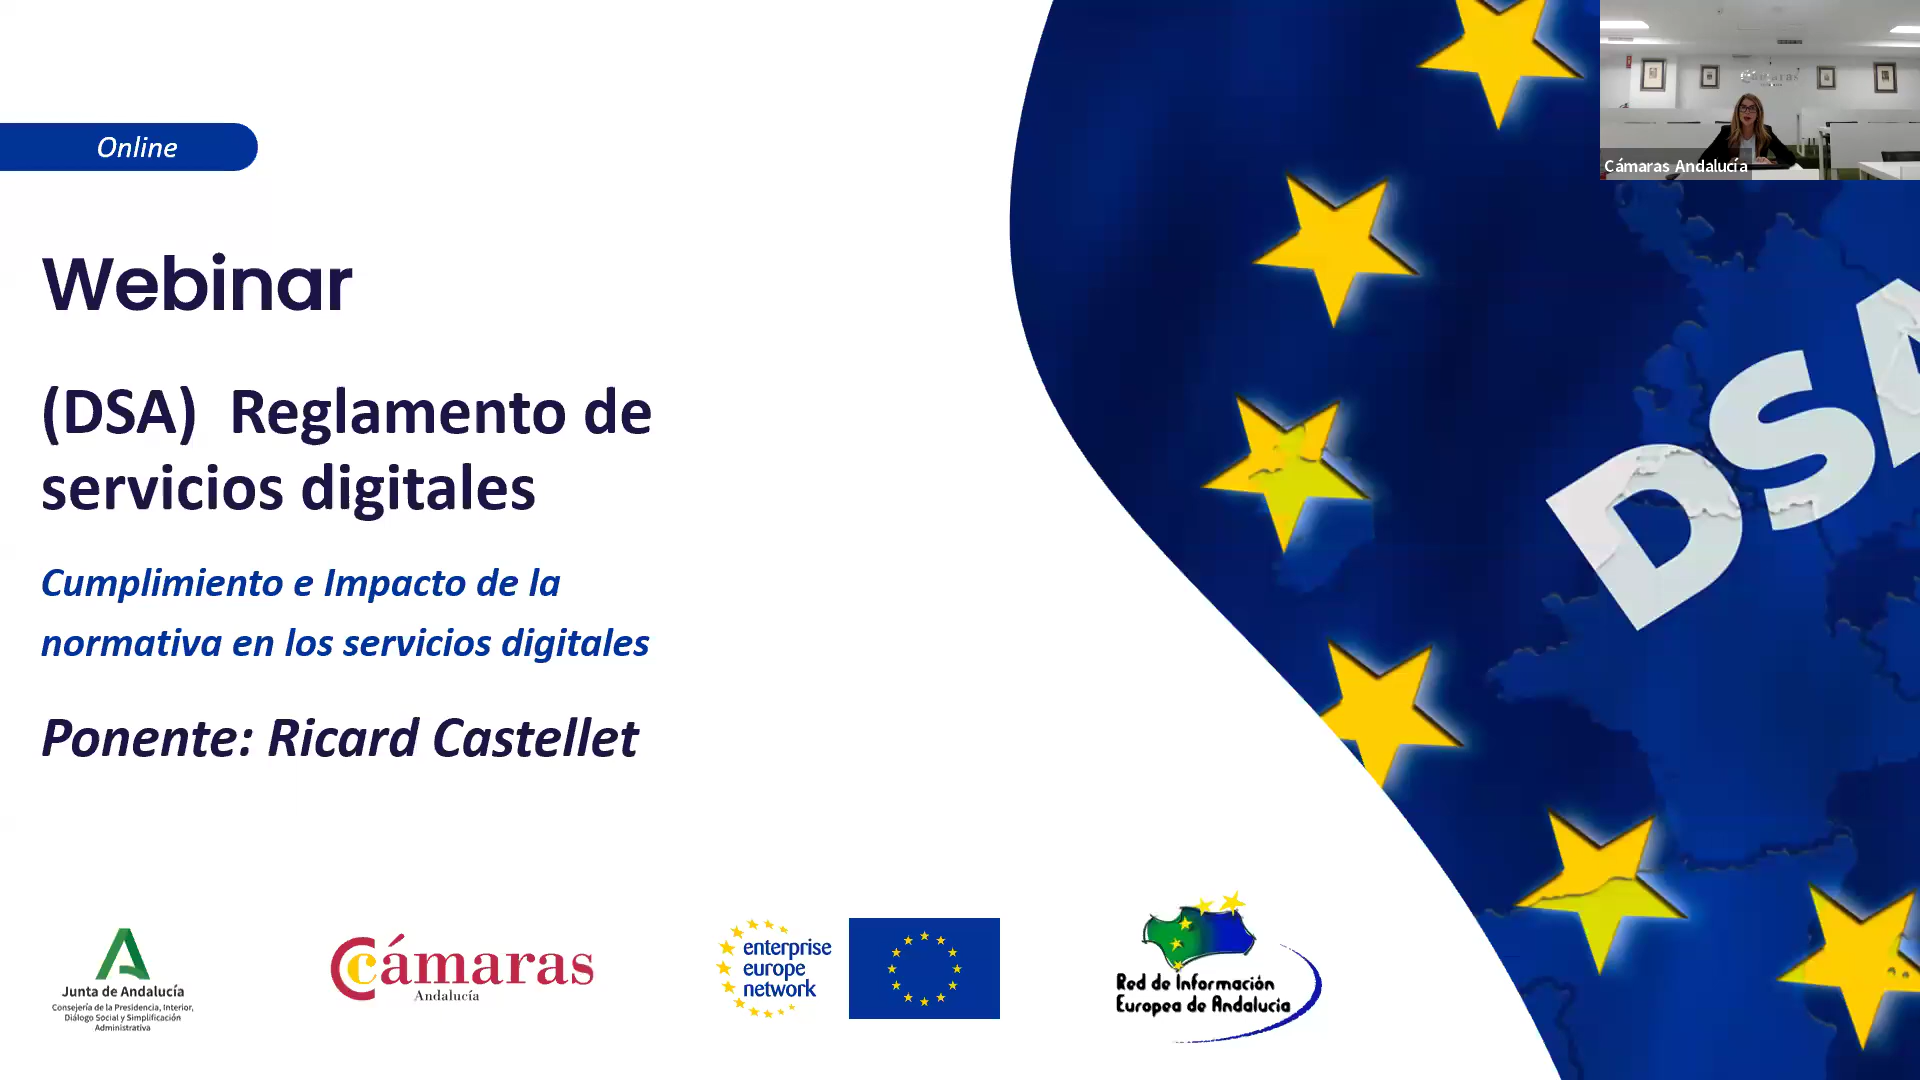 Online
Webinar
(DSA) Reglamento de
servicios digitales
Cumplimiento e Impacto de la
normativa en los servicios digitales
Ponente: Ricard Castellet
Junta de Andalucía
Consejería de la Presidencia, Interior,
Diálogo Social y Simplificación
Administrativa
Cámaras
Andalucía
enterprise
europe
network
Red de Información
Europea de Andalucía
DSA
Cámaras
Cámaras Andalucía